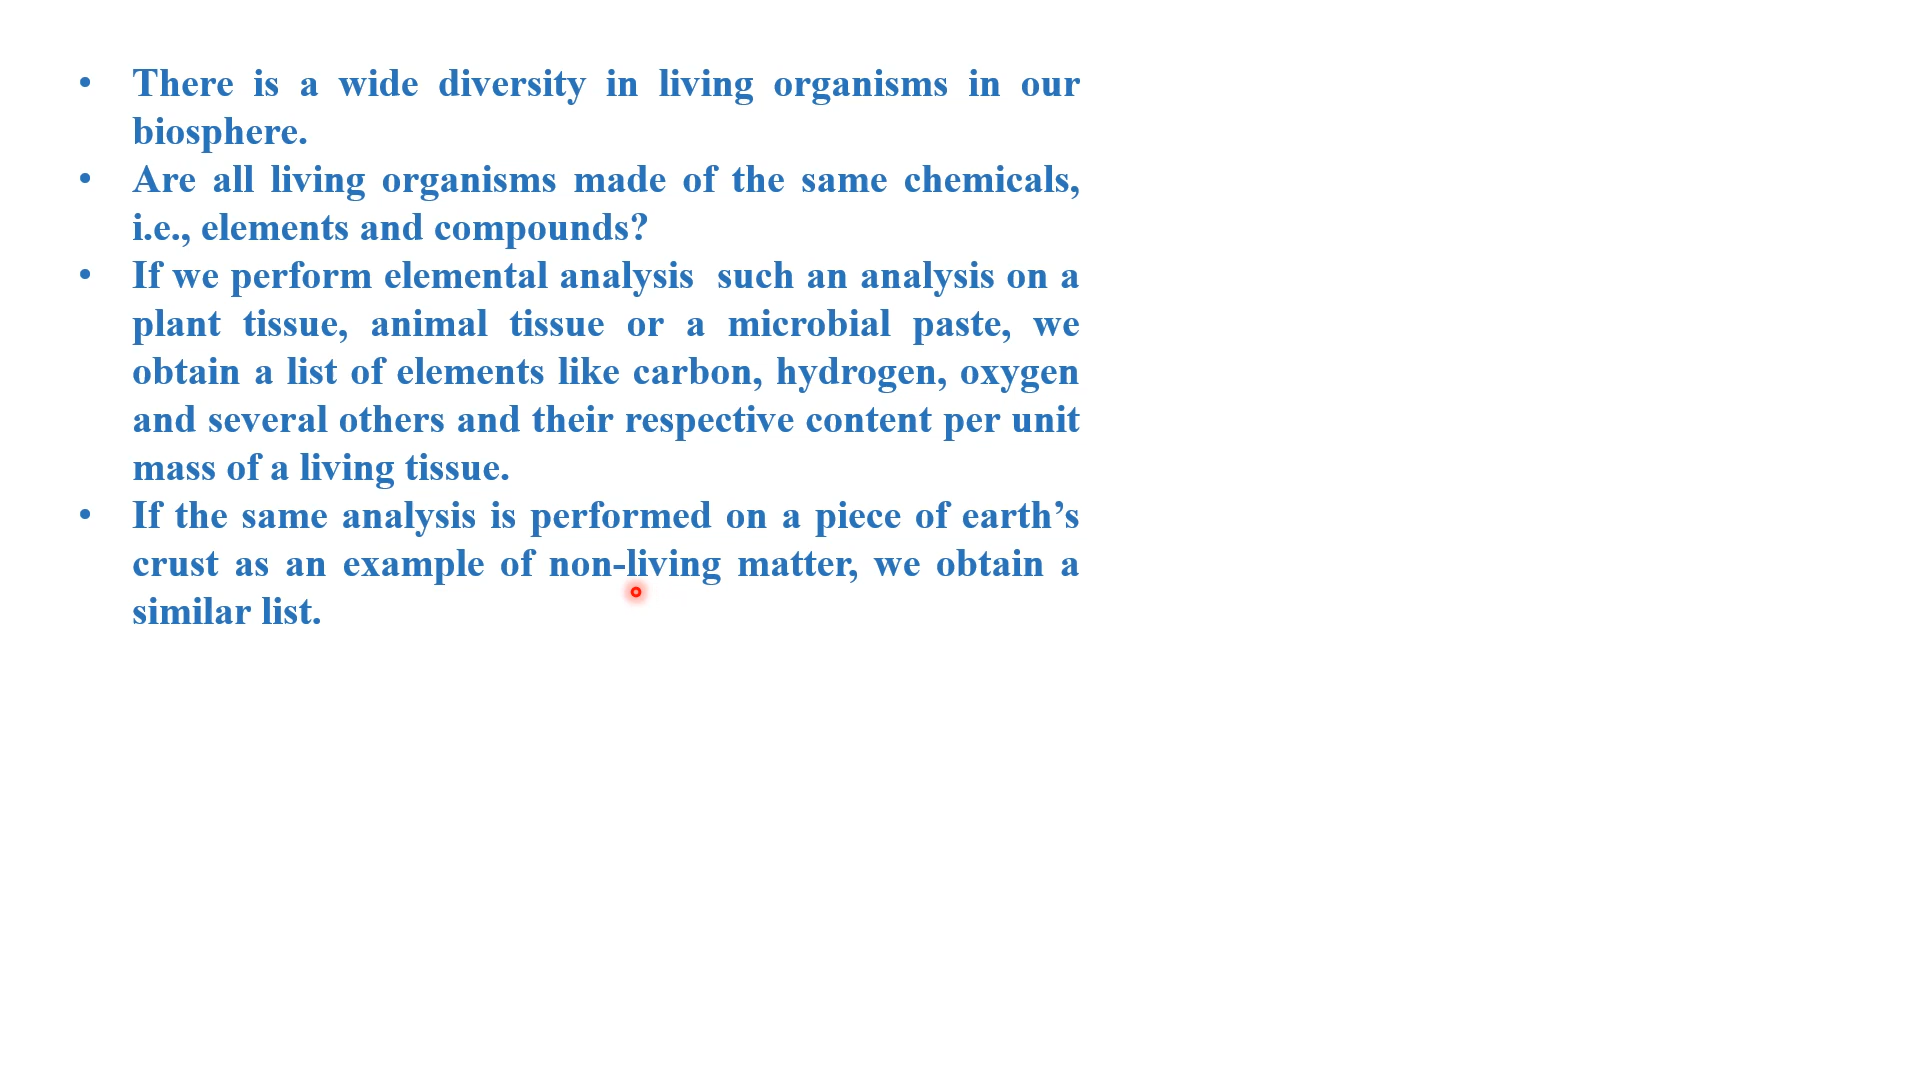 • There is a wide diversity in living organisms in our
biosphere.
• Are all living organisms made of the same chemicals,
i.e., elements and compounds?
• If we perform elemental analysis  such an analysis on a
plant tissue, animal tissue or a microbial paste, we
obtain a list of elements like carbon, hydrogen, oxygen
and several others and their respective content per unit
mass of a living tissue.
• If the same analysis is performed on a piece of earth’s
crust as an example of non-living matter, we obtain a
similar list.